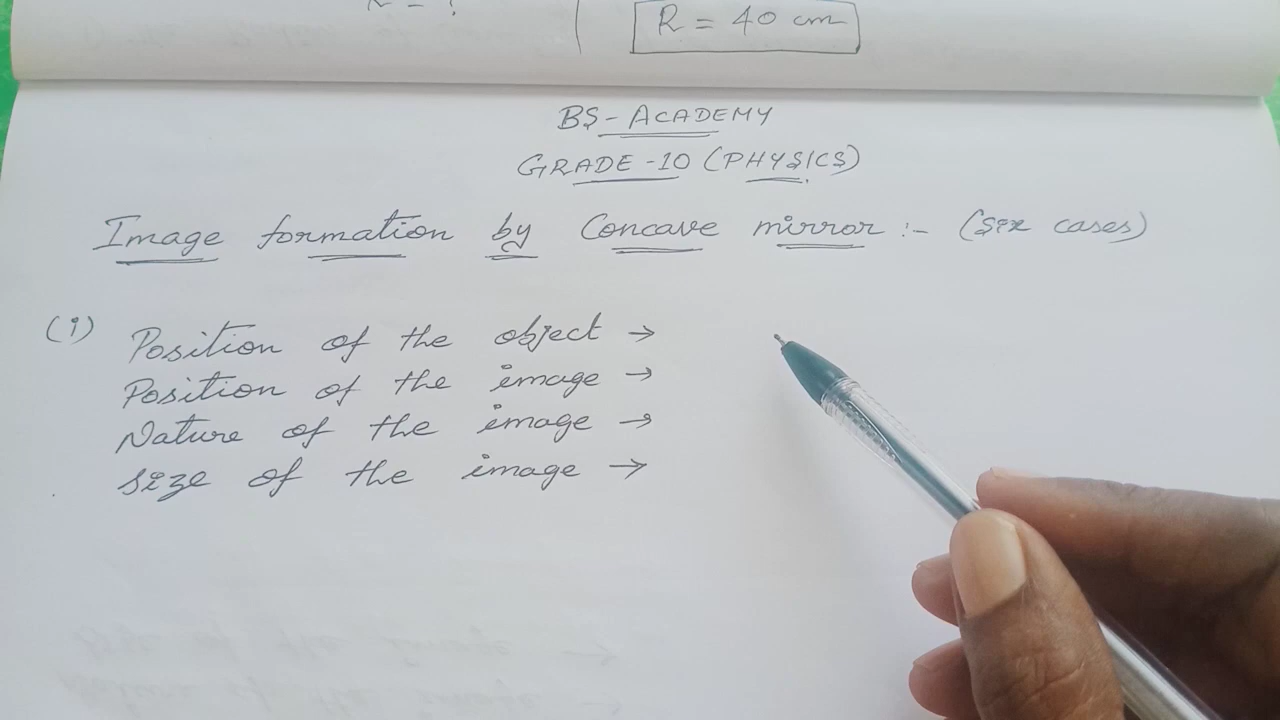 R = 40 cm
BS-ACADEMY
GRADE-10 (PHYSICS)
Image formation by Concave mirror :- (Six cases)
(i) Position of the object →
Position of the image →
Nature of the image →
size of the image →